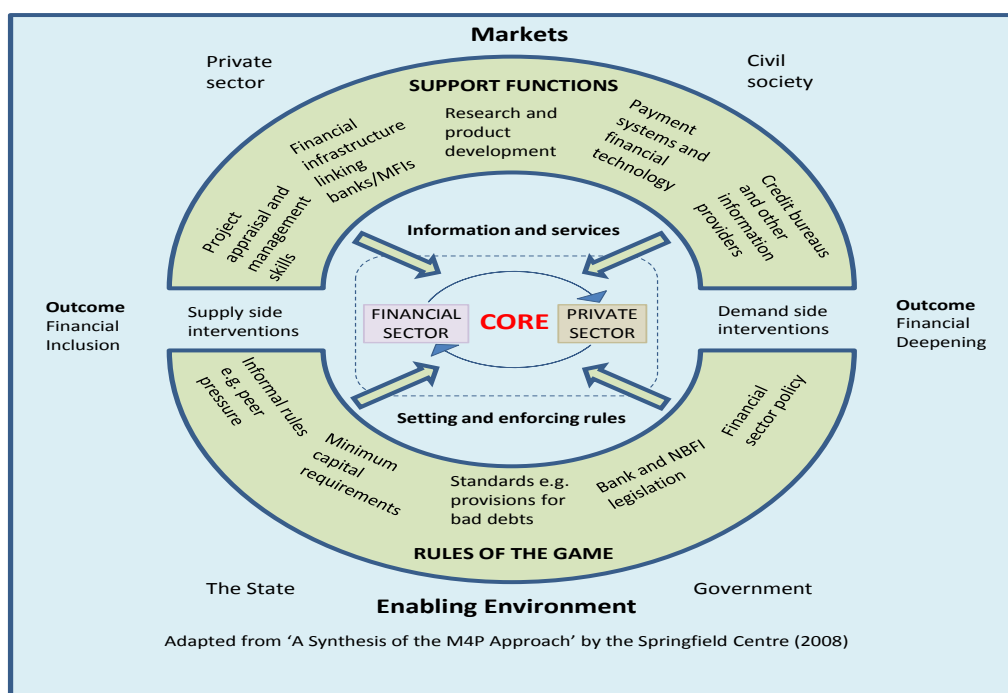 Markets
Private
sector
Civil
society
SUPPORT FUNCTIONS
Project
appraisal and
management
skills
Financial
infrastructure
linking
banks/MFIs
Research and
product
development
Payment
systems and
financial
technology
Credit bureaus
and other
information
providers
Information and services
Outcome
Financial
Inclusion
Supply side
interventions
FINANCIAL
SECTOR
CORE
PRIVATE
SECTOR
Demand side
interventions
Outcome
Financial
Deepening
Setting and enforcing rules
Informal rules
e.g. peer
pressure
Minimum
capital
requirements
Standards e.g.
provisions for
bad debts
Bank and NBFI
legislation
Financial
sector policy
RULES OF THE GAME
The State
Government
Enabling Environment
Adapted from ‘A Synthesis of the M4P Approach’ by the Springfield Centre (2008)